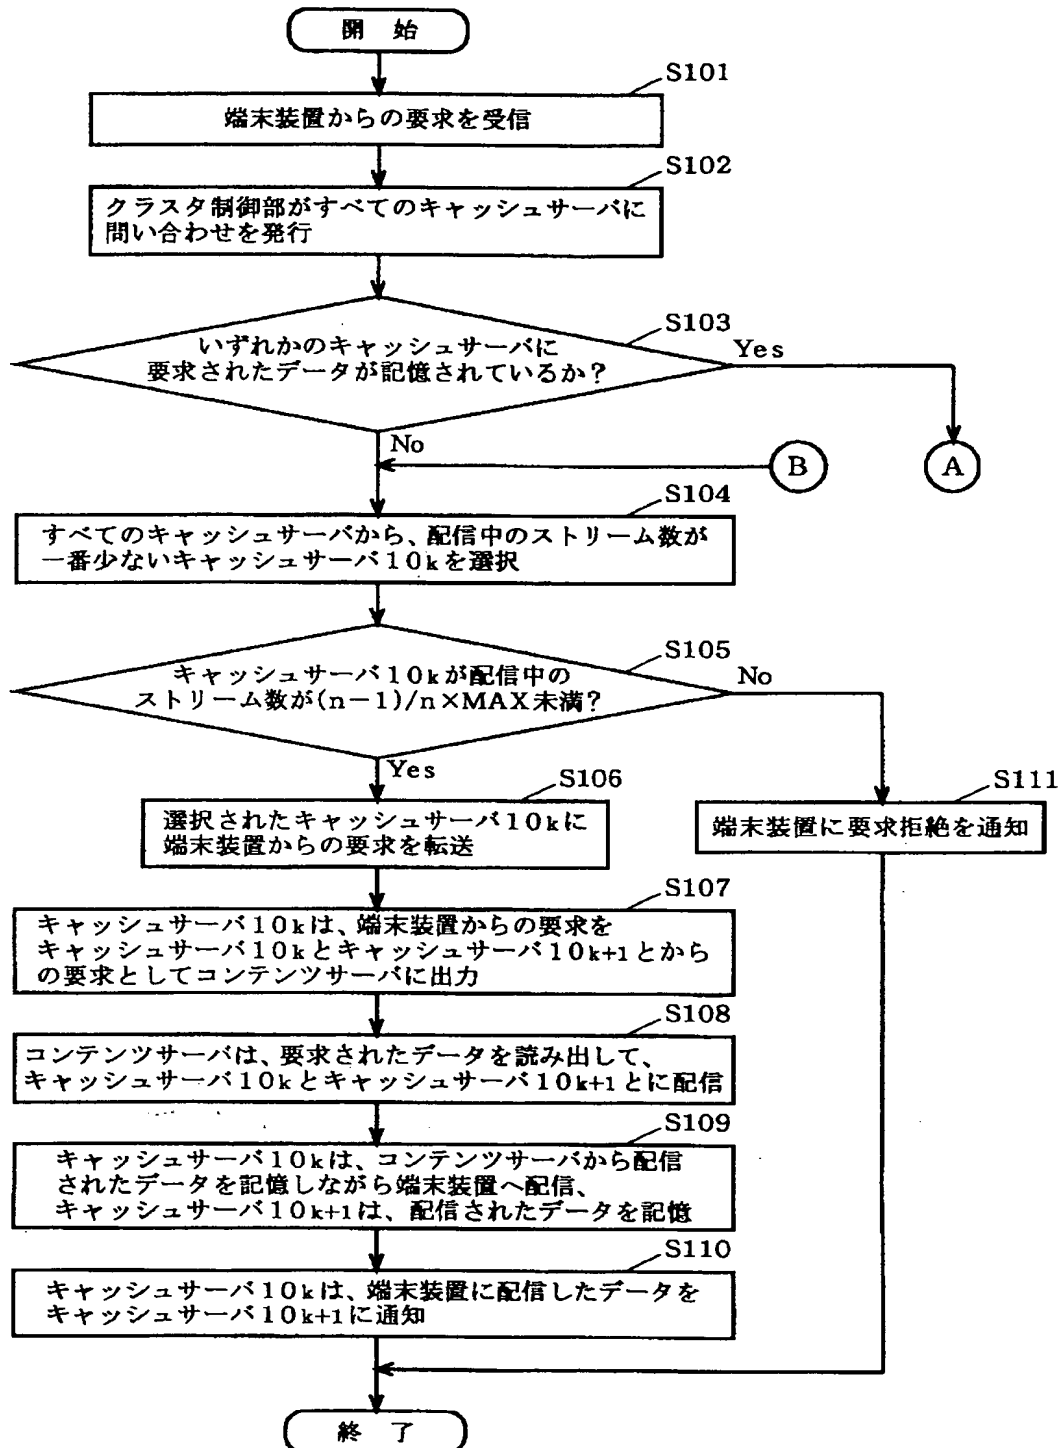 開 始
S101
端末装置からの要求を受信
S102
クラスタ制御部がすべてのキャッシュサーバに
問い合わせを発行
S103
いずれかのキャッシュサーバに
要求されたデータが記憶されているか?
Yes
No
B
A
S104
すべてのキャッシュサーバから、配信中のストリーム数が
一番少ないキャッシュサーバ10kを選択
S105
キャッシュサーバ10kが配信中の
ストリーム数が(n-1)/n×MAX未満?
No
Yes
S106
選択されたキャッシュサーバ10kに
端末装置からの要求を転送
S111
端末装置に要求拒絶を通知
S107
キャッシュサーバ10kは、端末装置からの要求を
キャッシュサーバ10kとキャッシュサーバ10k+1とから
の要求としてコンテンツサーバに出力
S108
コンテンツサーバは、要求されたデータを読み出して、
キャッシュサーバ10kとキャッシュサーバ10k+1とに配信
S109
キャッシュサーバ10kは、コンテンツサーバから配信
されたデータを記憶しながら端末装置へ配信、
キャッシュサーバ10k+1は、配信されたデータを記憶
S110
キャッシュサーバ10kは、端末装置に配信したデータを
キャッシュサーバ10k+1に通知
終 了